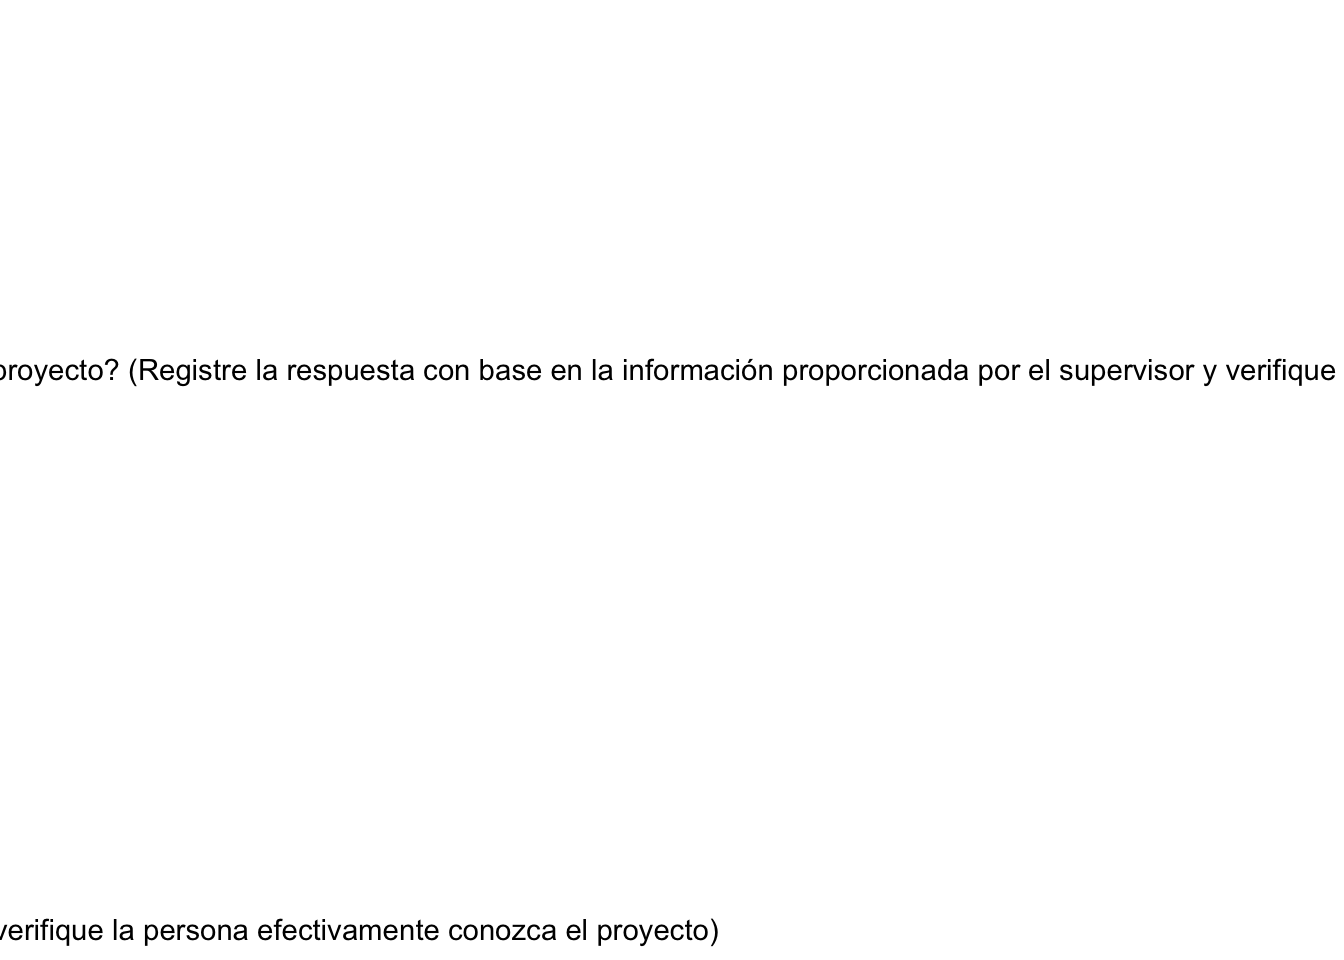 proyecto? (Registre la respuesta con base en la información proporcionada por el supervisor y verifique
verifique la persona efectivamente conozca el proyecto)